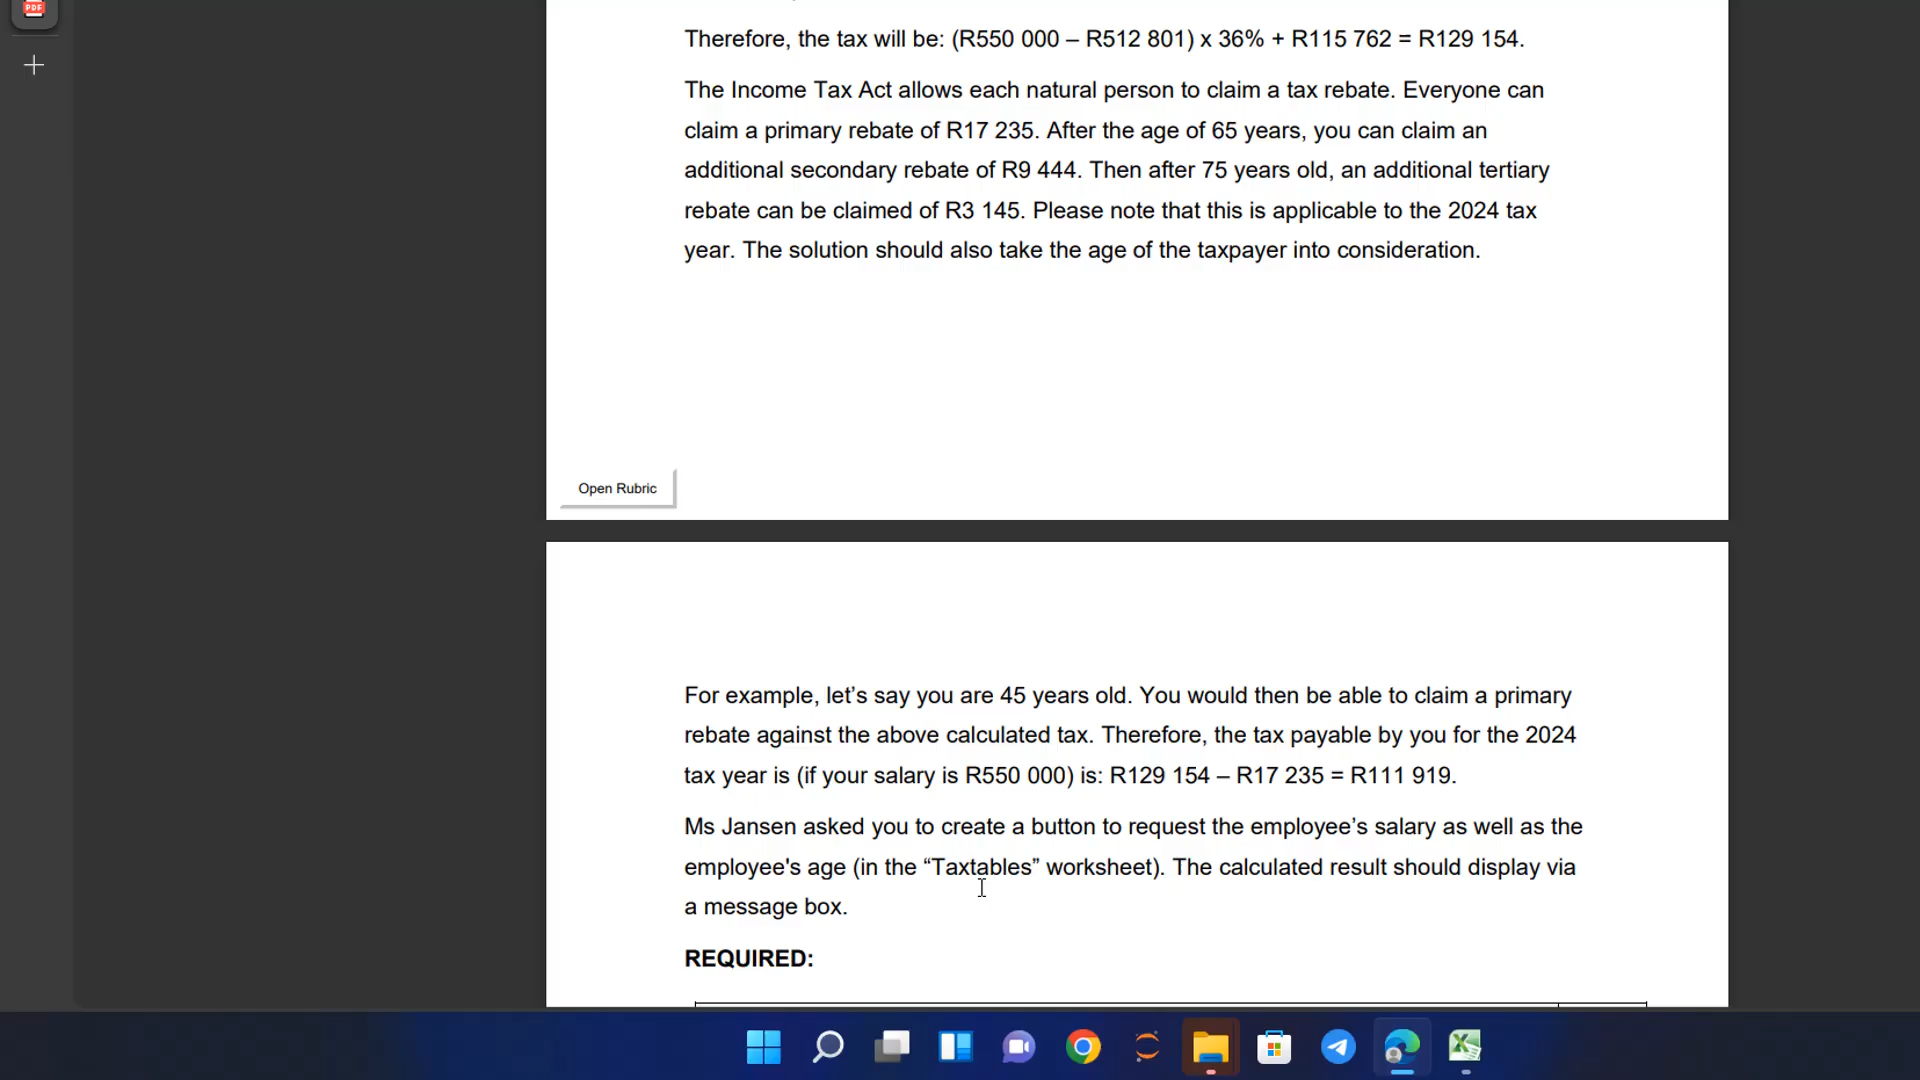 PDF
Therefore, the tax will be: (R550 000 – R512 801) x 36% + R115 762 = R129 154.
The Income Tax Act allows each natural person to claim a tax rebate. Everyone can
claim a primary rebate of R17 235. After the age of 65 years, you can claim an
additional secondary rebate of R9 444. Then after 75 years old, an additional tertiary
rebate can be claimed of R3 145. Please note that this is applicable to the 2024 tax
year. The solution should also take the age of the taxpayer into consideration.
Open Rubric
For example, let’s say you are 45 years old. You would then be able to claim a primary
rebate against the above calculated tax. Therefore, the tax payable by you for the 2024
tax year is (if your salary is R550 000) is: R129 154 – R17 235 = R111 919.
Ms Jansen asked you to create a button to request the employee’s salary as well as the
employee's age (in the “Taxtables” worksheet). The calculated result should display via
a message box.
REQUIRED: